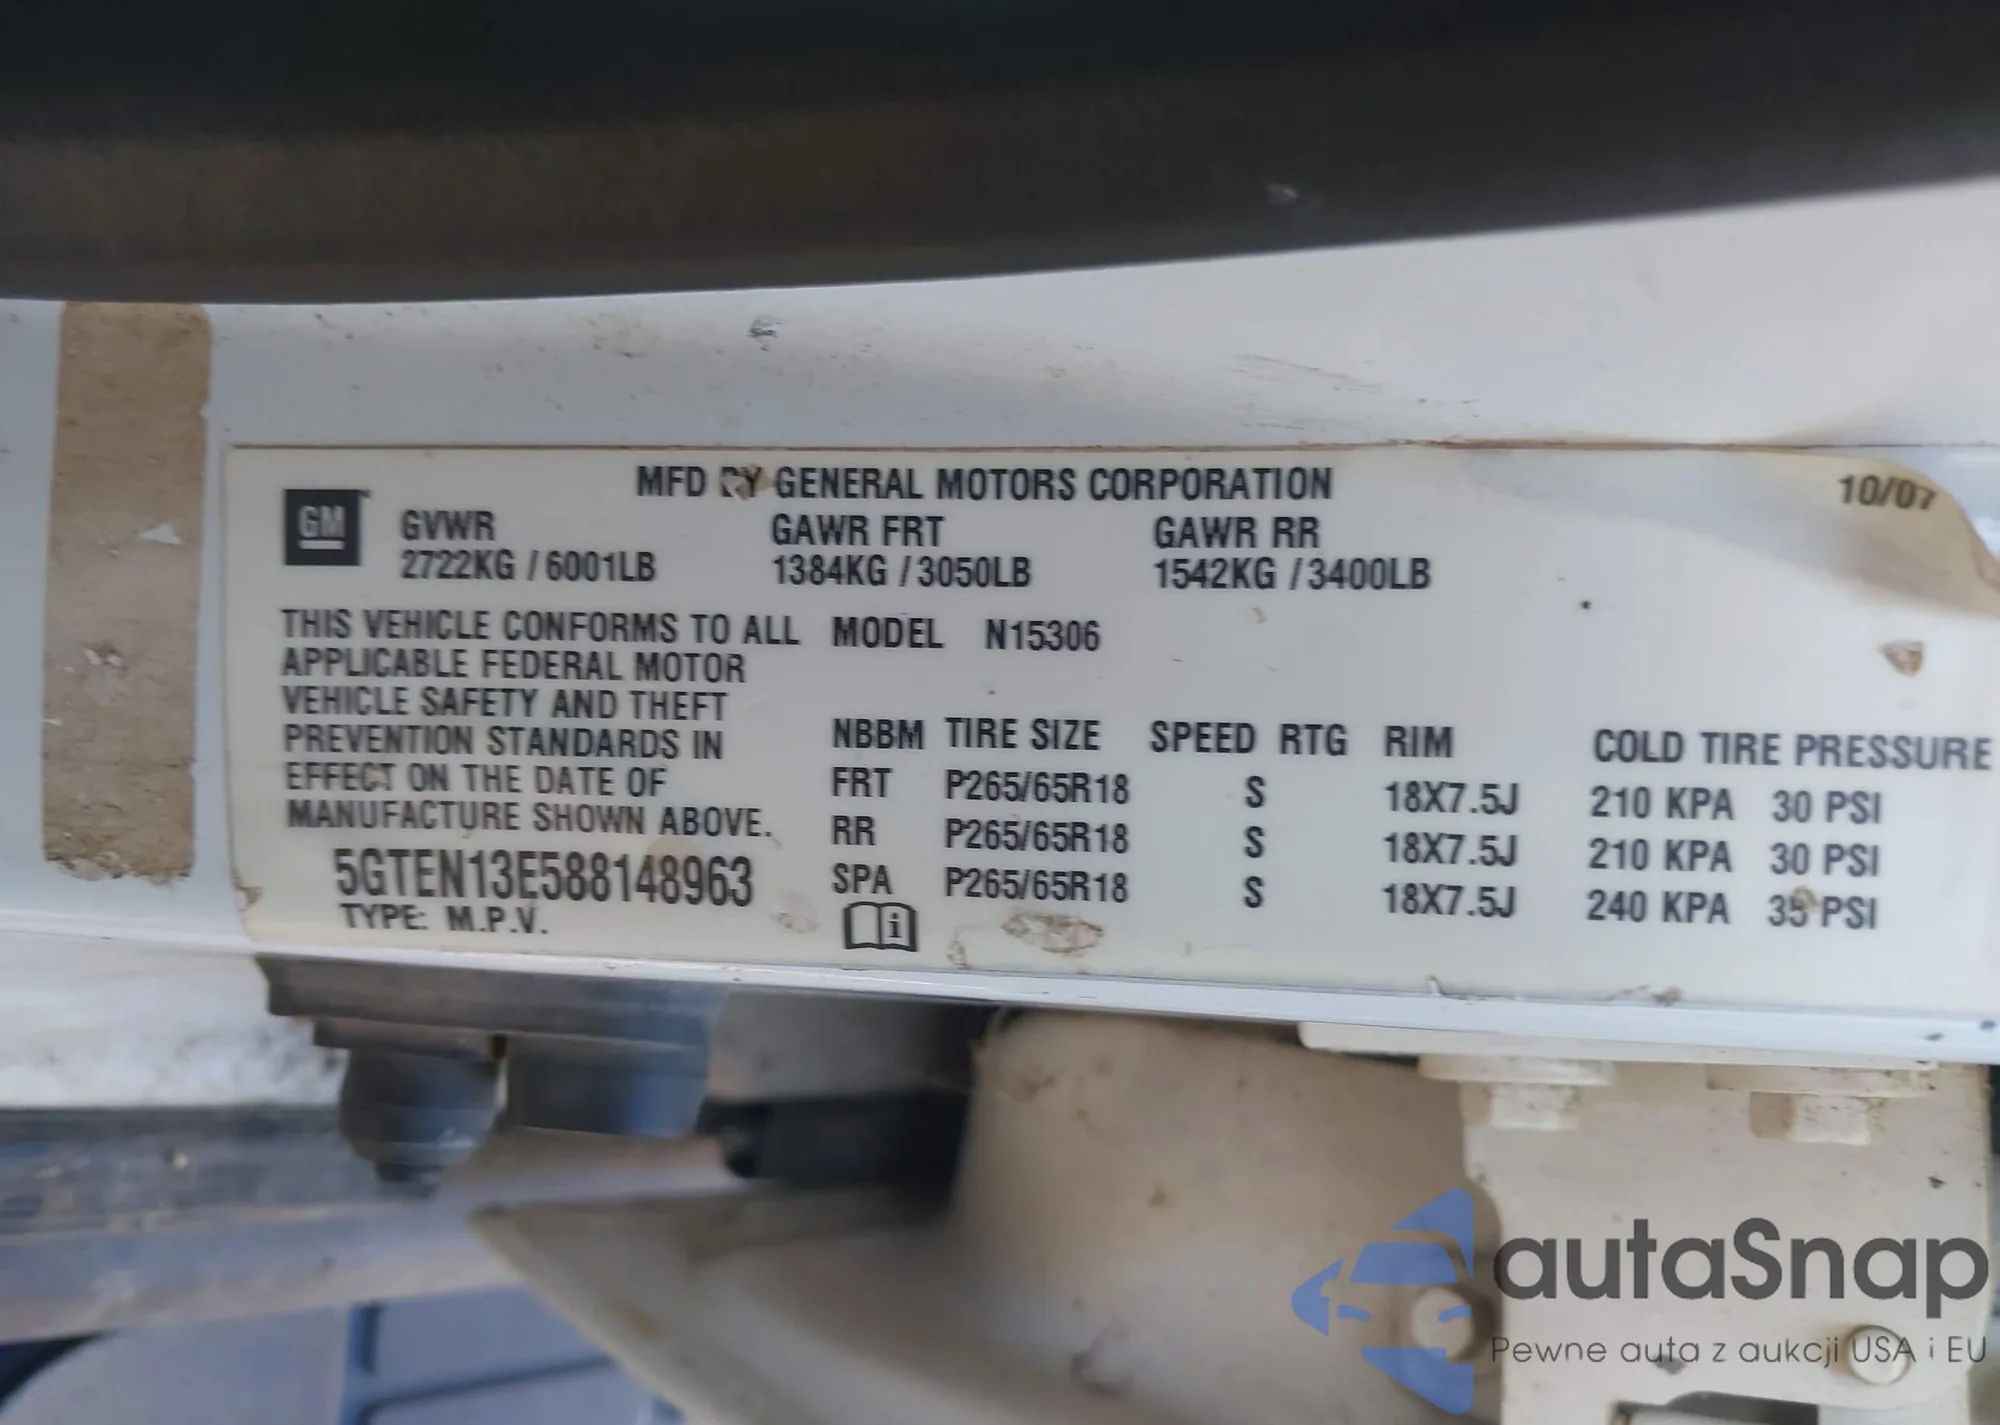 MFD BY GENERAL MOTORS CORPORATION 10/07
GM
GVWR GAWR FRT GAWR RR
2722KG / 6001LB 1384KG / 3050LB 1542KG / 3400LB
THIS VEHICLE CONFORMS TO ALL
APPLICABLE FEDERAL MOTOR
VEHICLE SAFETY AND THEFT
PREVENTION STANDARDS IN
EFFECT ON THE DATE OF
MANUFACTURE SHOWN ABOVE.
5GTEN13E588148963
TYPE: M.P.V.
MODEL N15306
NBBM TIRE SIZE SPEED RTG RIM COLD TIRE PRESSURE
FRT P265/65R18 S 18X7.5J 210 KPA 30 PSI
RR P265/65R18 S 18X7.5J 210 KPA 30 PSI
SPA P265/65R18 S 18X7.5J 240 KPA 35 PSI
i
autaSnap
Pewne auta z aukcji USA i EU